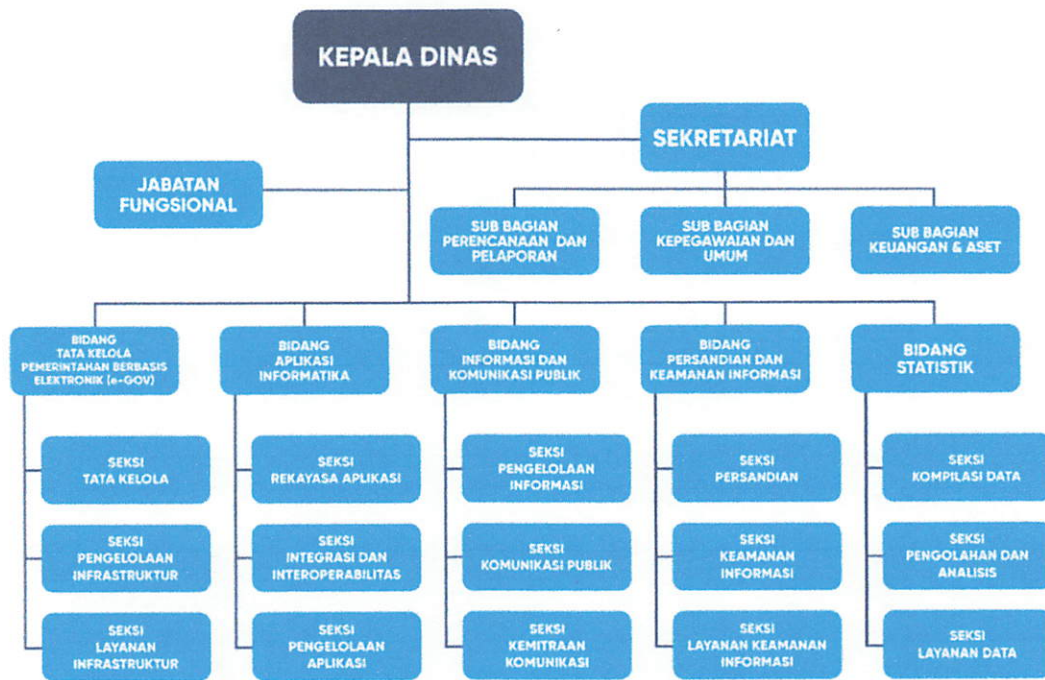 KEPALA DINAS
SEKRETARIAT
JABATAN
FUNGSIONAL
SUB BAGIAN
PERENCANAAN DAN
PELAPORAN
SUB BAGIAN
KEPEGAWAIAN DAN
UMUM
SUB BAGIAN
KEUANGAN & ASET
BIDANG
TATA KELOLA
PEMERINTAHAN BERBASIS
ELEKTRONIK (e-GOV)
BIDANG
APLIKASI
INFORMATIKA
BIDANG
INFORMASI DAN
KOMUNIKASI PUBLIK
BIDANG
PERSANDIAN DAN
KEAMANAN INFORMASI
BIDANG
STATISTIK
SEKSI
TATA KELOLA
SEKSI
REKAYASA APLIKASI
SEKSI
PENGELOLAAN
INFORMASI
SEKSI
PERSANDIAN
SEKSI
KOMPILASI DATA
SEKSI
PENGELOLAAN
INFRASTRUKTUR
SEKSI
INTEGRASI DAN
INTEROPERABILITAS
SEKSI
KOMUNIKASI PUBLIK
SEKSI
KEAMANAN
INFORMASI
SEKSI
PENGOLAHAN DAN
ANALISIS
SEKSI
LAYANAN
INFRASTRUKTUR
SEKSI
PENGELOLAAN
APLIKASI
SEKSI
KEMITRAAN
KOMUNIKASI
SEKSI
LAYANAN KEAMANAN
INFORMASI
SEKSI
LAYANAN DATA